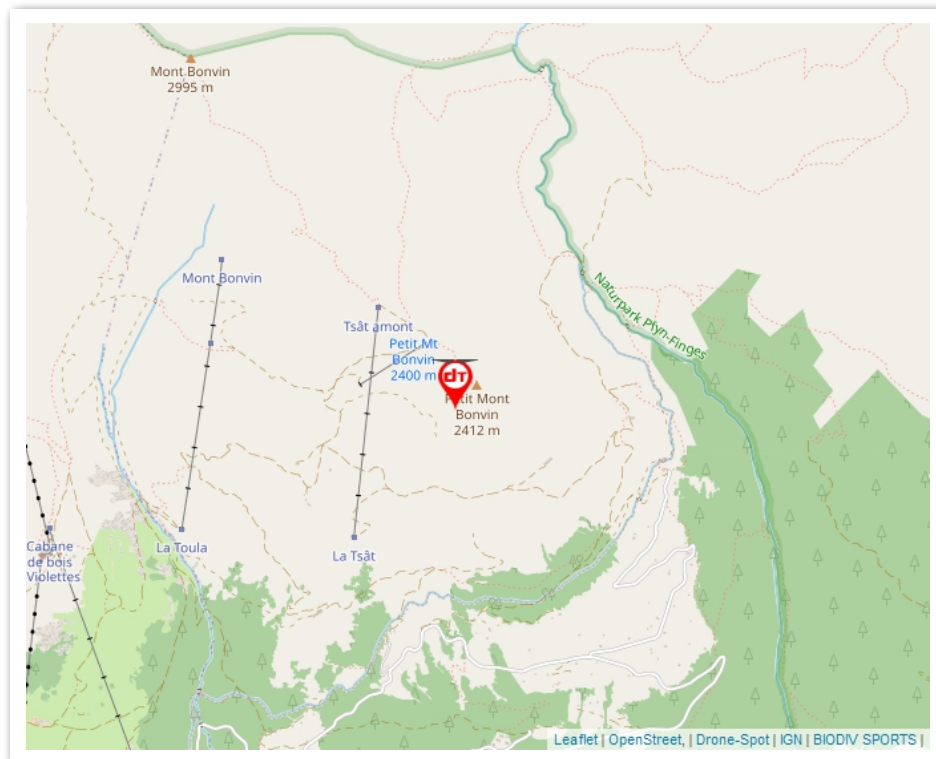 Mont Bonvin
2995 m
Mont Bonvin
Tsât amont
Petit Mt
Bonvin
2400 m
dT
Petit Mont
Bonvin
2412 m
Naturpark Pfyn-Finges
Cabane
de bois
Violettes
La Toula
La Tsât
Leaflet | OpenStreet, | Drone-Spot | IGN | BIODIV SPORTS |